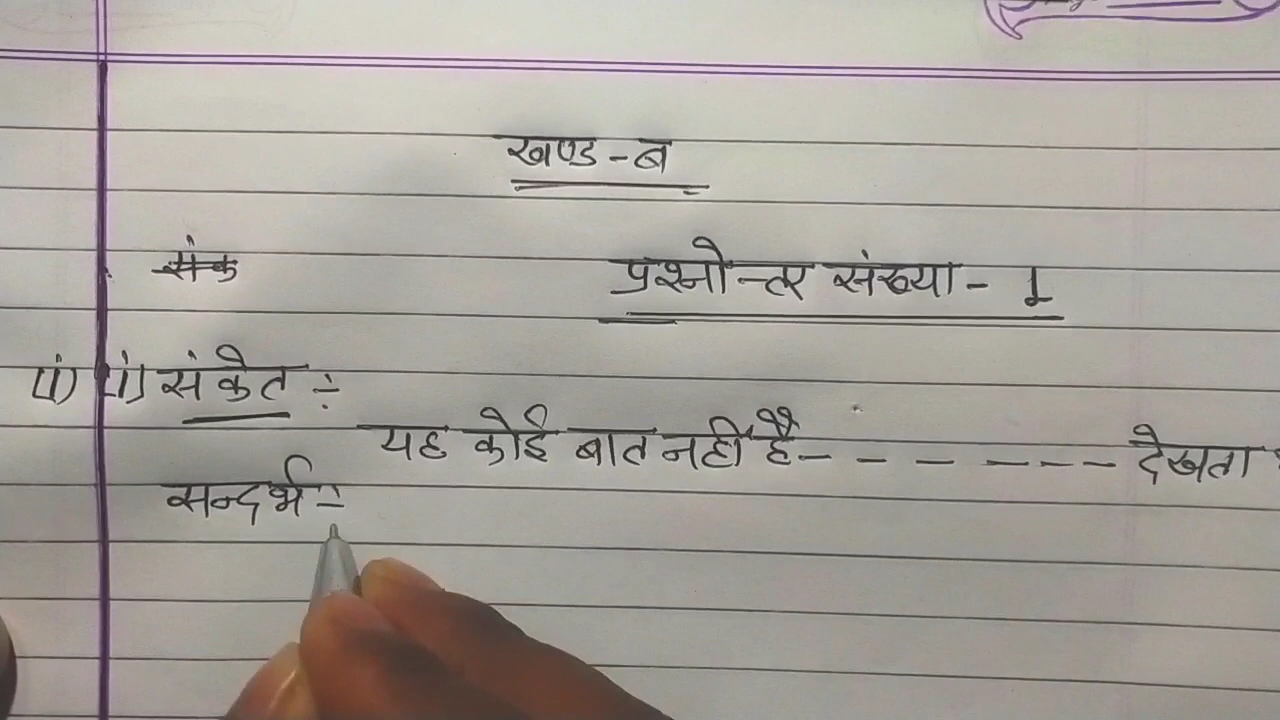 खण्ड-ब
संक
प्रश्नोत्तर संख्या - 1
(i) संकेत :-
यह कोई बात नहीं है - - - - - - - देखता
सन्दर्भ :-